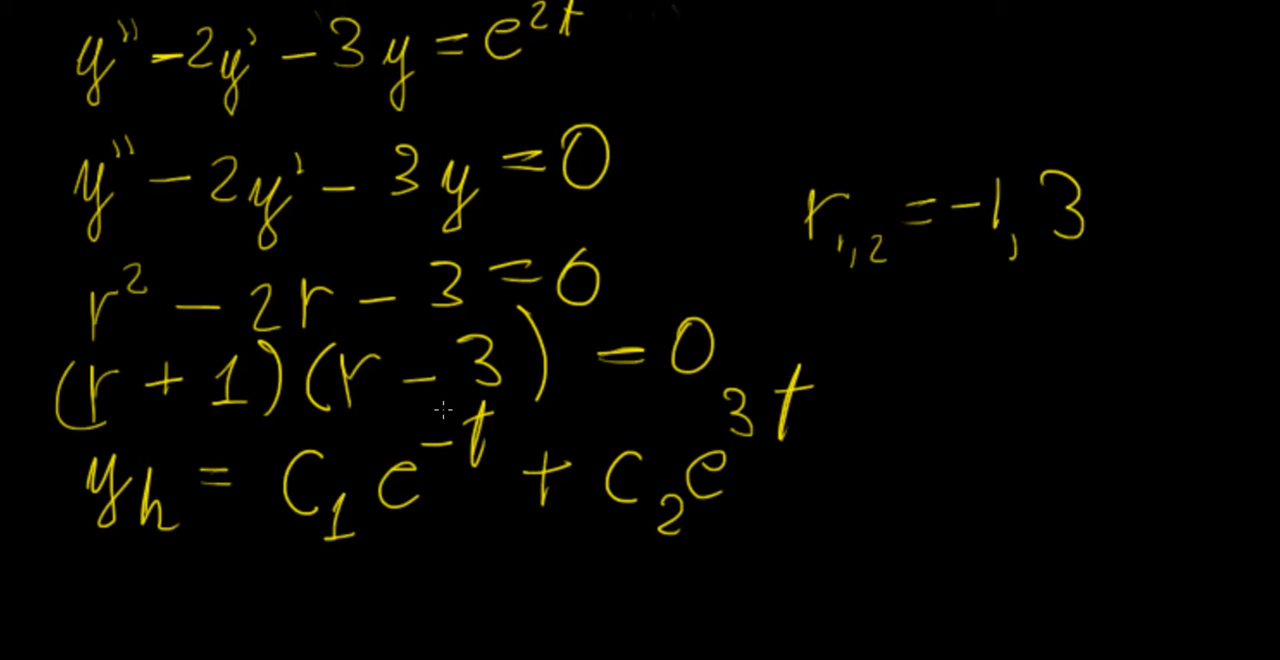 y'' - 2y' - 3y = e^{2t}
y'' - 2y' - 3y = 0
r_{1,2} = -1, 3
r^2 - 2r - 3 = 0
(r + 1)(r - 3) = 0
y_h = C_1 e^{-t} + C_2 e^{3t}